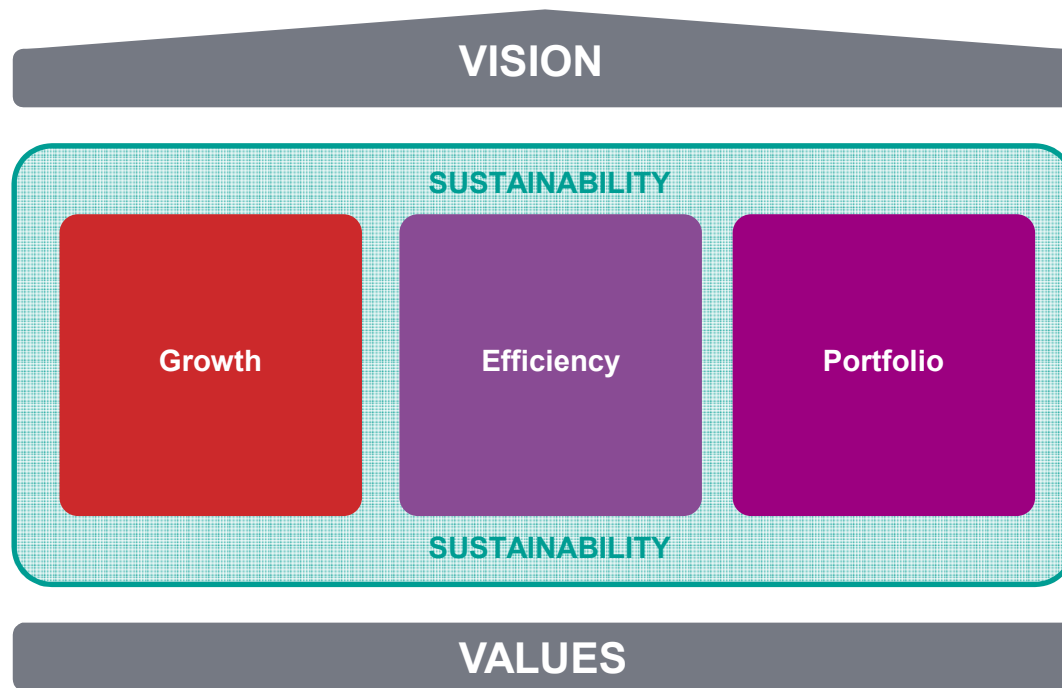 VISION
SUSTAINABILITY
Growth
Efficiency
Portfolio
SUSTAINABILITY
VALUES